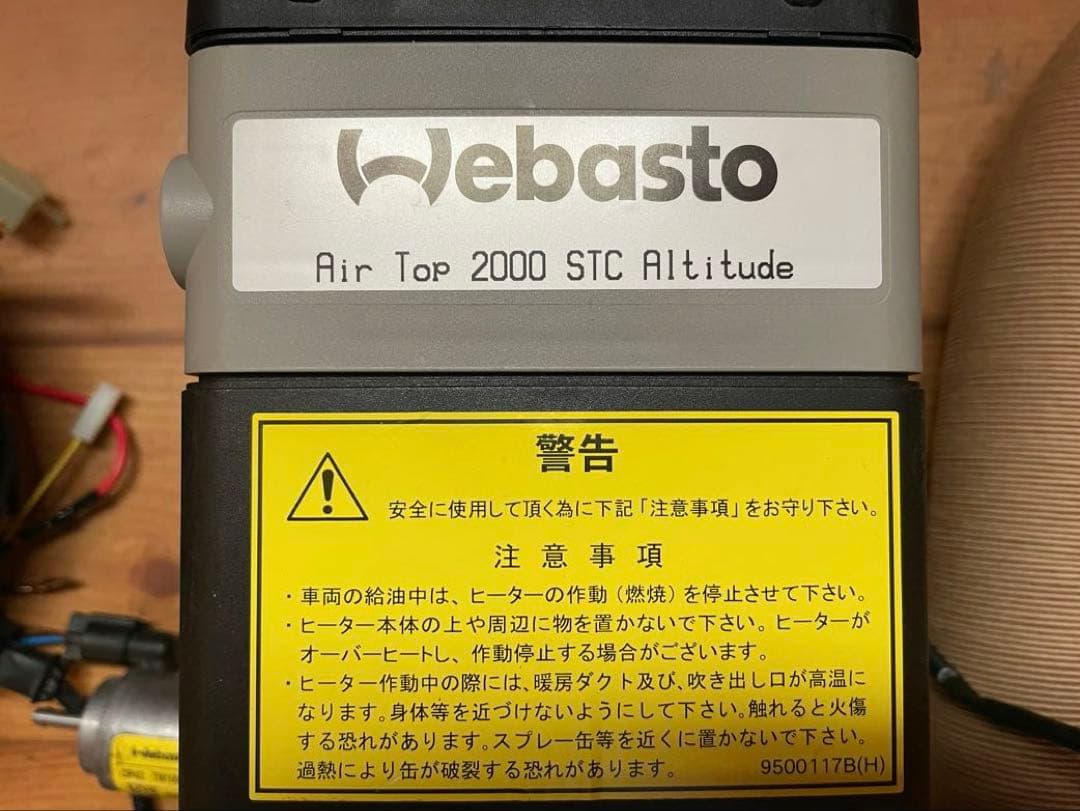 Webasto
Air Top 2000 STC Altitude
警告
安全に使用して頂く為に下記「注意事項」をお守り下さい。
注意事項
・車両の給油中は、ヒーターの作動（燃焼）を停止させて下さい。
・ヒーター本体の上や周辺に物を置かないで下さい。ヒーターが
オーバーヒートし、作動停止する場合がございます。
・ヒーター作動中の際には、暖房ダクト及び、吹き出し口が高温に
なります。身体等を近づけないようにして下さい。触れると火傷
する恐れがあります。スプレー缶等を近くに置かないで下さい。
過熱により缶が破裂する恐れがあります。
9500117B(H)
Webasto